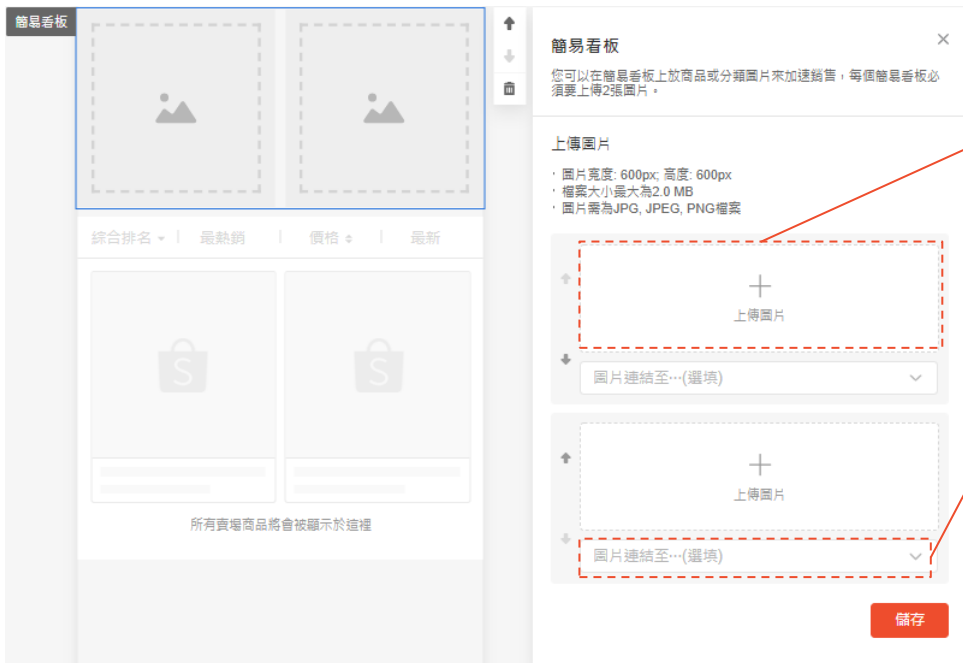 簡易看板
綜合排名 | 最熱銷 | 價格 | 最新
S S
所有賣場商品將會被顯示於這裡
簡易看板
您可以在簡易看板上放商品或分類圖片來加速銷售，每個簡易看板必
須要上傳2張圖片。
上傳圖片
· 圖片寬度: 600px; 高度: 600px
· 檔案大小最大為2.0 MB
· 圖片需為JPG, JPEG, PNG檔案
上傳圖片
圖片連結至…(選填)
上傳圖片
圖片連結至…(選填)
儲存